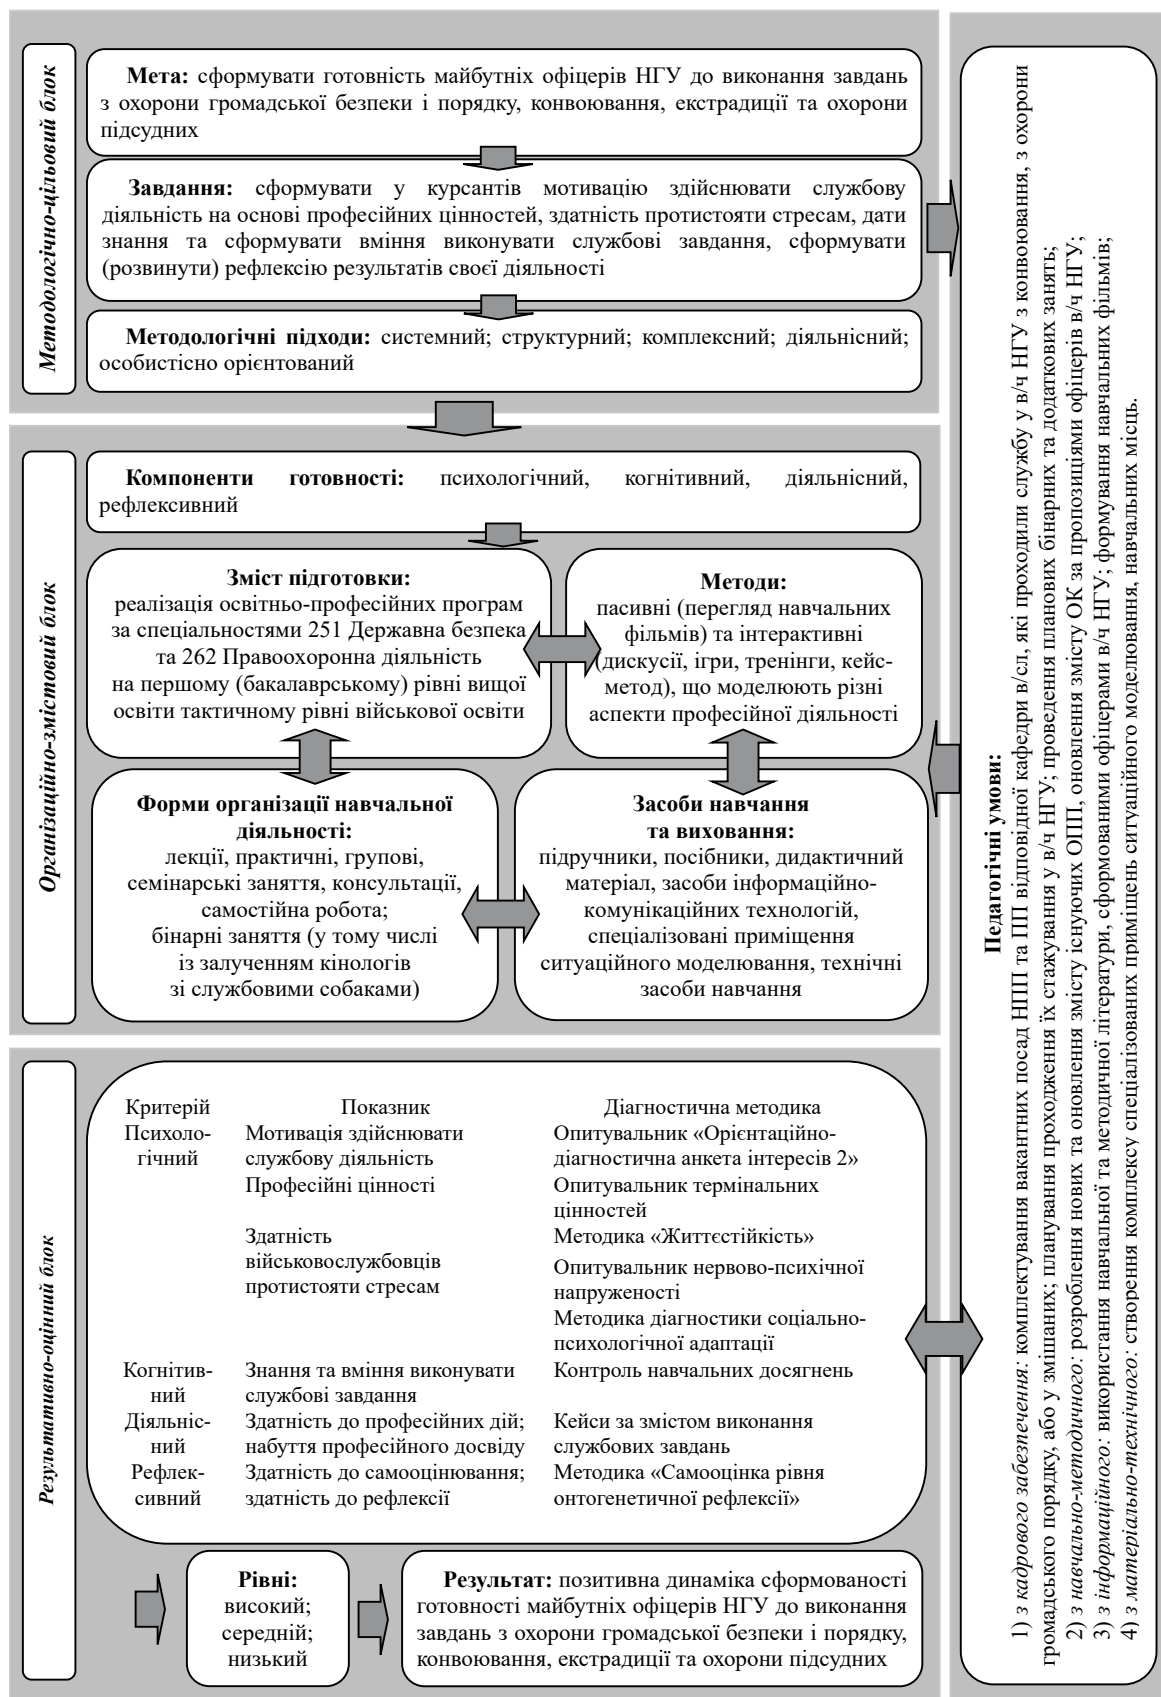 Методологічно-цільовий блок
Мета: сформувати готовність майбутніх офіцерів НГУ до виконання завдань
з охорони громадської безпеки і порядку, конвоювання, екстрадиції та охорони
підсудних
Завдання: сформувати у курсантів мотивацію здійснювати службову
діяльність на основі професійних цінностей, здатність протистояти стресам, дати
знання та сформувати вміння виконувати службові завдання, сформувати
(розвинути) рефлексію результатів своєї діяльності
Методологічні підходи: системний; структурний; комплексний; діяльнісний;
особистісно орієнтований
Організаційно-змістовий блок
Компоненти готовності: психологічний, когнітивний, діяльнісний,
рефлексивний
Зміст підготовки:
реалізація освітньо-професійних програм
за спеціальностями 251 Державна безпека
та 262 Правоохоронна діяльність
на першому (бакалаврському) рівні вищої
освіти тактичному рівні військової освіти
Методи:
пасивні (перегляд навчальних
фільмів) та інтерактивні
(дискусії, ігри, тренінги, кейс-
метод), що моделюють різні
аспекти професійної діяльності
Форми організації навчальної
діяльності:
лекції, практичні, групові,
семінарські заняття, консультації,
самостійна робота;
бінарні заняття (у тому числі
із залученням кінологів
зі службовими собаками)
Засоби навчання
та виховання:
підручники, посібники, дидактичний
матеріал, засоби інформаційно-
комунікаційних технологій,
спеціалізовані приміщення
ситуаційного моделювання, технічні
засоби навчання
Результативно-оцінний блок
Критерій Показник Діагностична методика
Психоло- Мотивація здійснювати Опитувальник «Орієнтаційно-
гічний службову діяльність діагностична анкета інтересів 2»
Професійні цінності Опитувальник термінальних
цінностей
Здатність Методика «Життєстійкість»
військовослужбовців Опитувальник нервово-психічної
протистояти стресам напруженості
Методика діагностики соціально-
психологічної адаптації
Когнітив- Знання та вміння виконувати Контроль навчальних досягнень
ний службові завдання
Діяльніс- Здатність до професійних дій; Кейси за змістом виконання
ний набуття професійного досвіду службових завдань
Рефлек- Здатність до самооцінювання; Методика «Самооцінка рівня
сивний здатність до рефлексії онтогенетичної рефлексії»
Рівні:
високий;
середній;
низький
Результат: позитивна динаміка сформованості
готовності майбутніх офіцерів НГУ до виконання
завдань з охорони громадської безпеки і порядку,
конвоювання, екстрадиції та охорони підсудних
Педагогічні умови:
1) з кадрового забезпечення: комплектування вакантних посад НПП та ПП відповідної кафедри в/сл, які проходили службу у в/ч НГУ з конвоювання, з охорони
громадського порядку, або у змішаних; планування проходження їх стажування у в/ч НГУ; проведення планових бінарних та додаткових занять;
2) з навчально-методичного: розроблення нових та оновлення змісту існуючих ОПП, оновлення змісту ОК за пропозиціями офіцерів в/ч НГУ;
3) з інформаційного: використання навчальної та методичної літератури, сформованими офіцерами в/ч НГУ; формування навчальних фільмів;
4) з матеріально-технічного: створення комплексу спеціалізованих приміщень ситуаційного моделювання, навчальних місць.